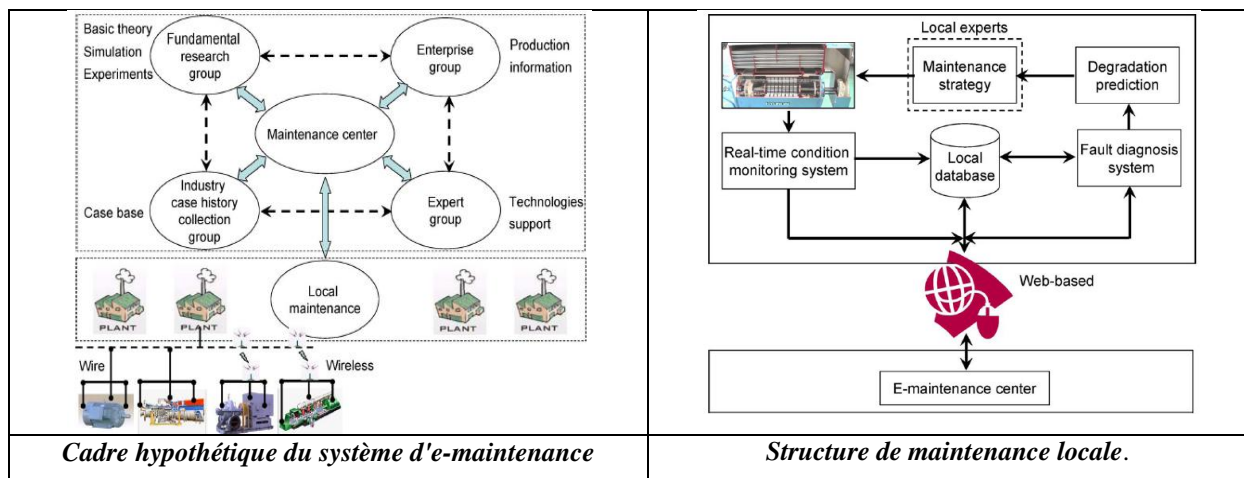 Basic theory
Simulation
Experiments
Fundamental
research
group
Enterprise
group
Production
information
Maintenance center
Case base
Industry
case history
collection
group
Expert
group
Technologies
support
Local
maintenance
PLANT
PLANT
PLANT
PLANT
Wire
Wireless
Cadre hypothétique du système d'e-maintenance
Local experts
Maintenance
strategy
Degradation
prediction
Real-time condition
monitoring system
Local
database
Fault diagnosis
system
Web-based
E-maintenance center
Structure de maintenance locale.